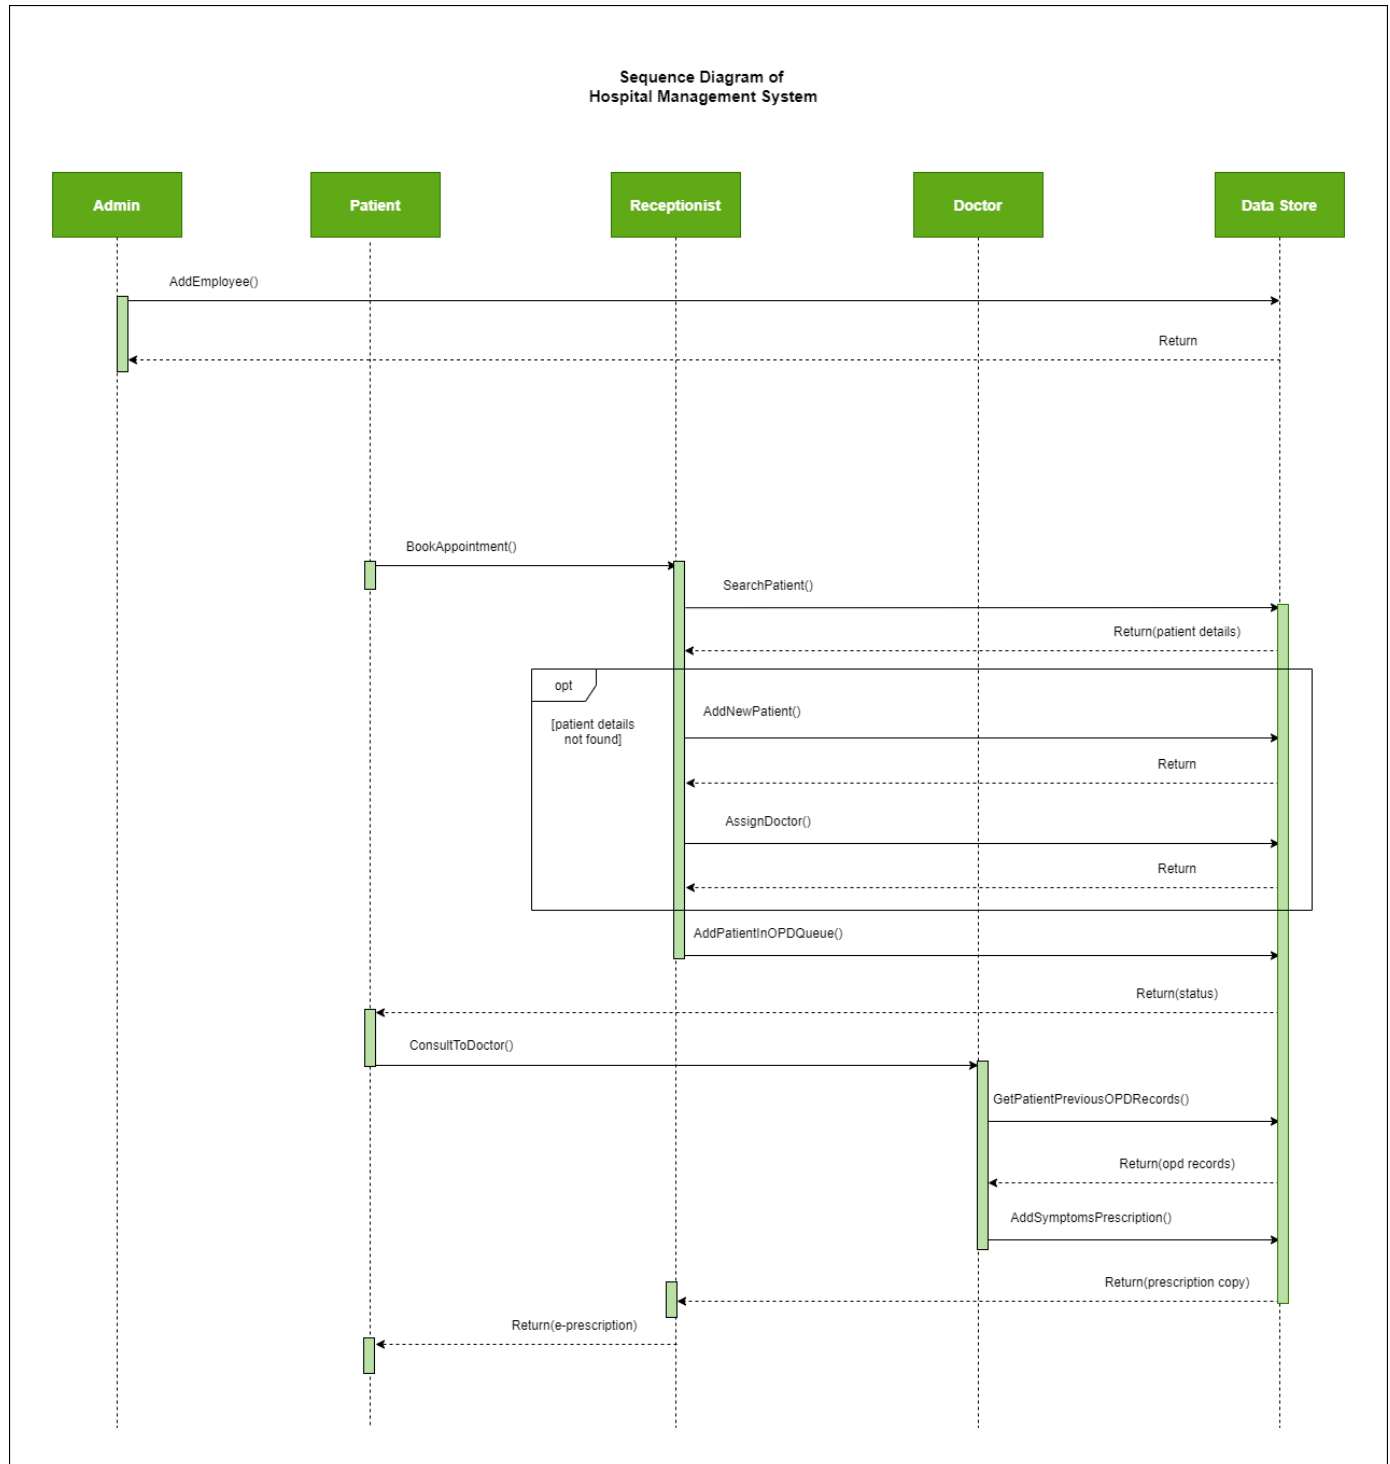 Sequence Diagram of
Hospital Management System
Admin
Patient
Receptionist
Doctor
Data Store
AddEmployee()
Return
BookAppointment()
SearchPatient()
Return(patient details)
opt
[patient details
not found]
AddNewPatient()
Return
AssignDoctor()
Return
AddPatientInOPDQueue()
Return(status)
ConsultToDoctor()
GetPatientPreviousOPDRecords()
Return(opd records)
AddSymptomsPrescription()
Return(prescription copy)
Return(e-prescription)